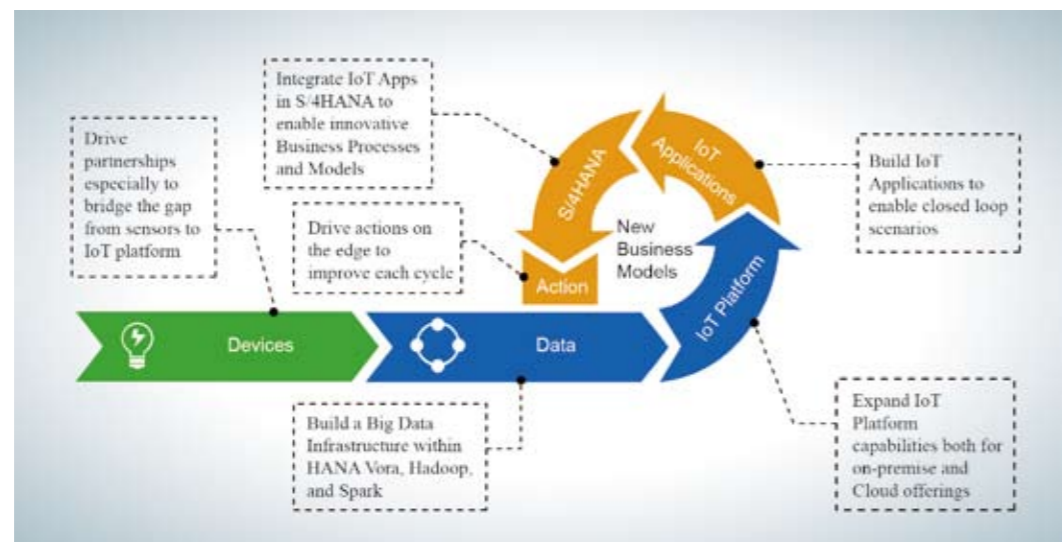 Integrate IoT Apps
in S/4HANA to
enable innovative
Business Processes
and Models
Drive
partnerships
especially to
bridge the gap
from sensors to
IoT platform
Drive actions on
the edge to
improve each cycle
S/4HANA
IoT
Applications
Build IoT
Applications to
enable closed loop
scenarios
New
Business
Models
Action
IoT Platform
Devices
Data
Build a Big Data
Infrastructure within
HANA Vora, Hadoop,
and Spark
Expand IoT
Platform
capabilities both for
on-premise and
Cloud offerings